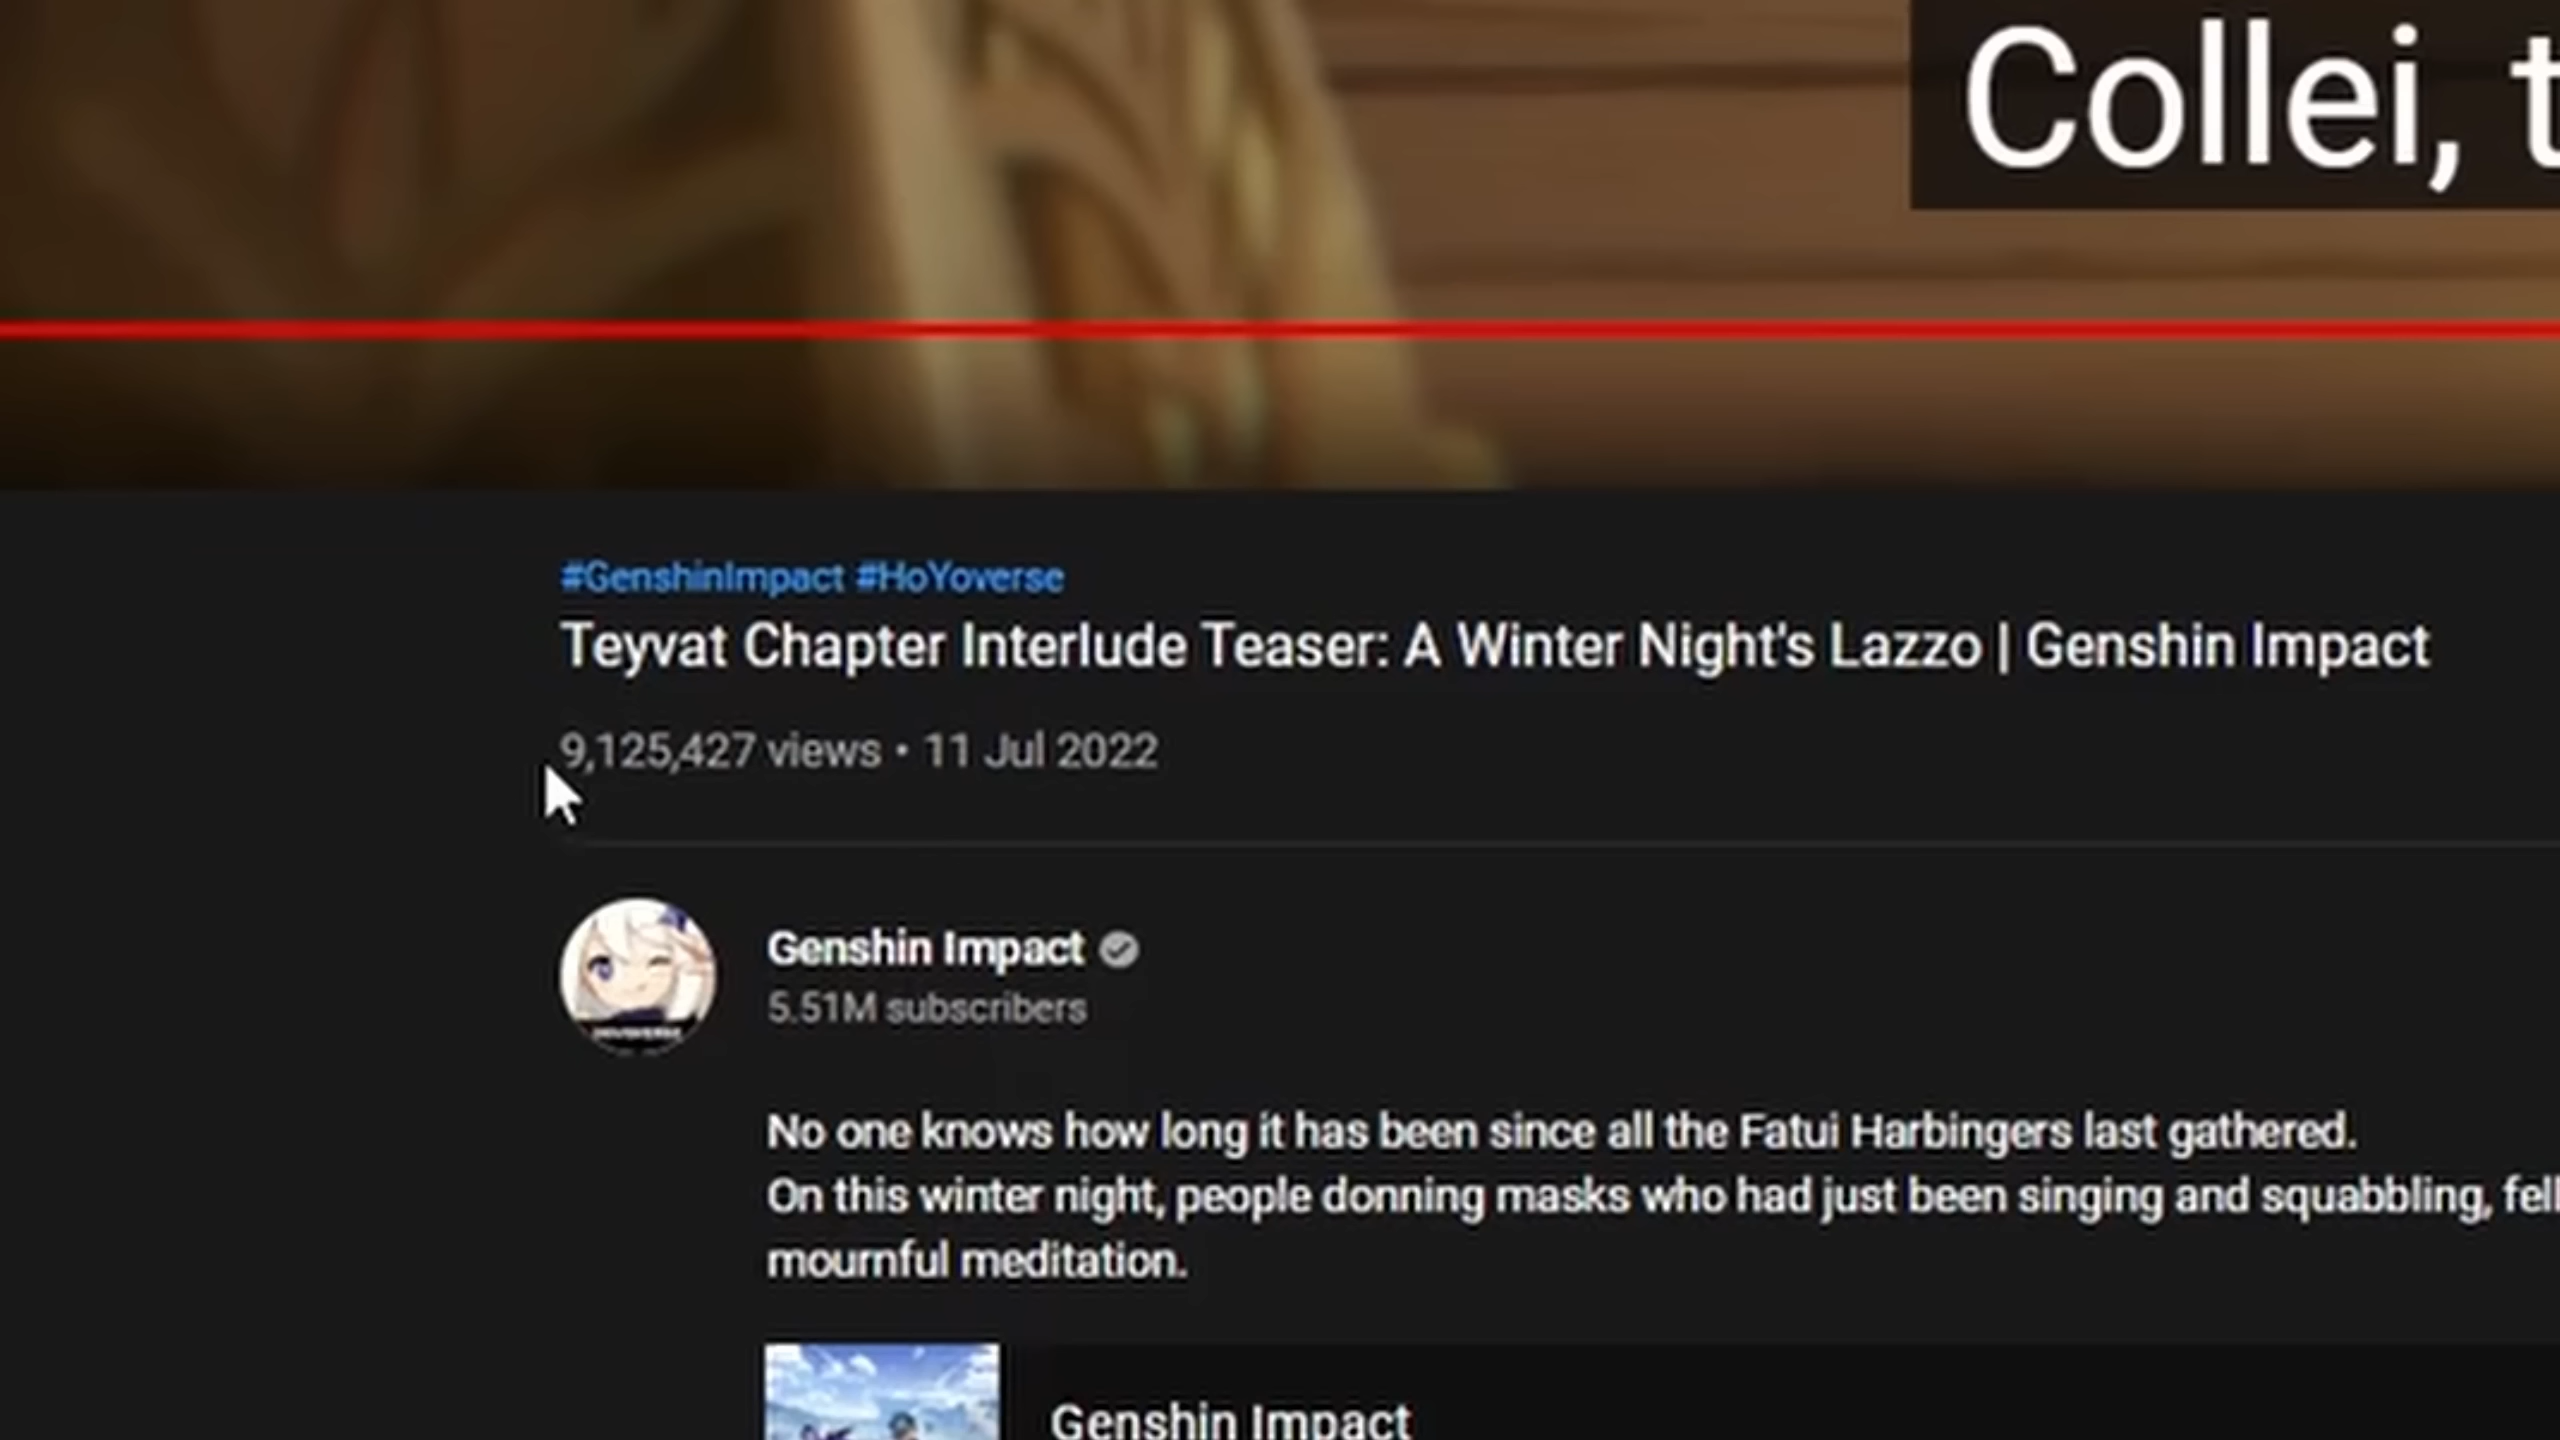 Collei, t
#GenshinImpact #HoYoverse
Teyvat Chapter Interlude Teaser: A Winter Night's Lazzo | Genshin Impact
9,125,427 views • 11 Jul 2022
Genshin Impact
5.51M subscribers
No one knows how long it has been since all the Fatui Harbingers last gathered.
On this winter night, people donning masks who had just been singing and squabbling, fell
mournful meditation.
Genshin Impact